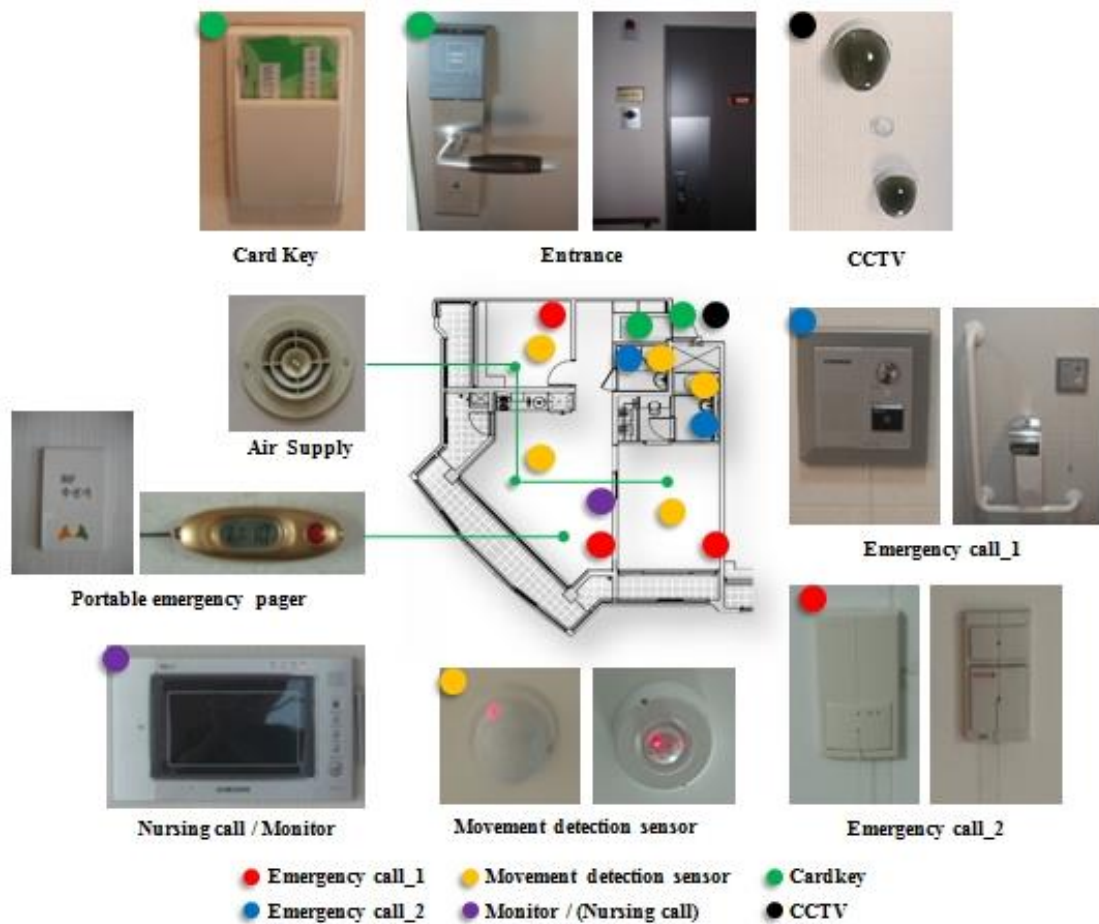 Card Key
Entrance
CCTV
Air Supply
Emergency call_1
Portable emergency pager
SAMSUNG
Nursing call / Monitor
Movement detection sensor
Emergency call_2
Emergency call_1
Movement detection sensor
Cardkey
Emergency call_2
Monitor / (Nursing call)
CCTV